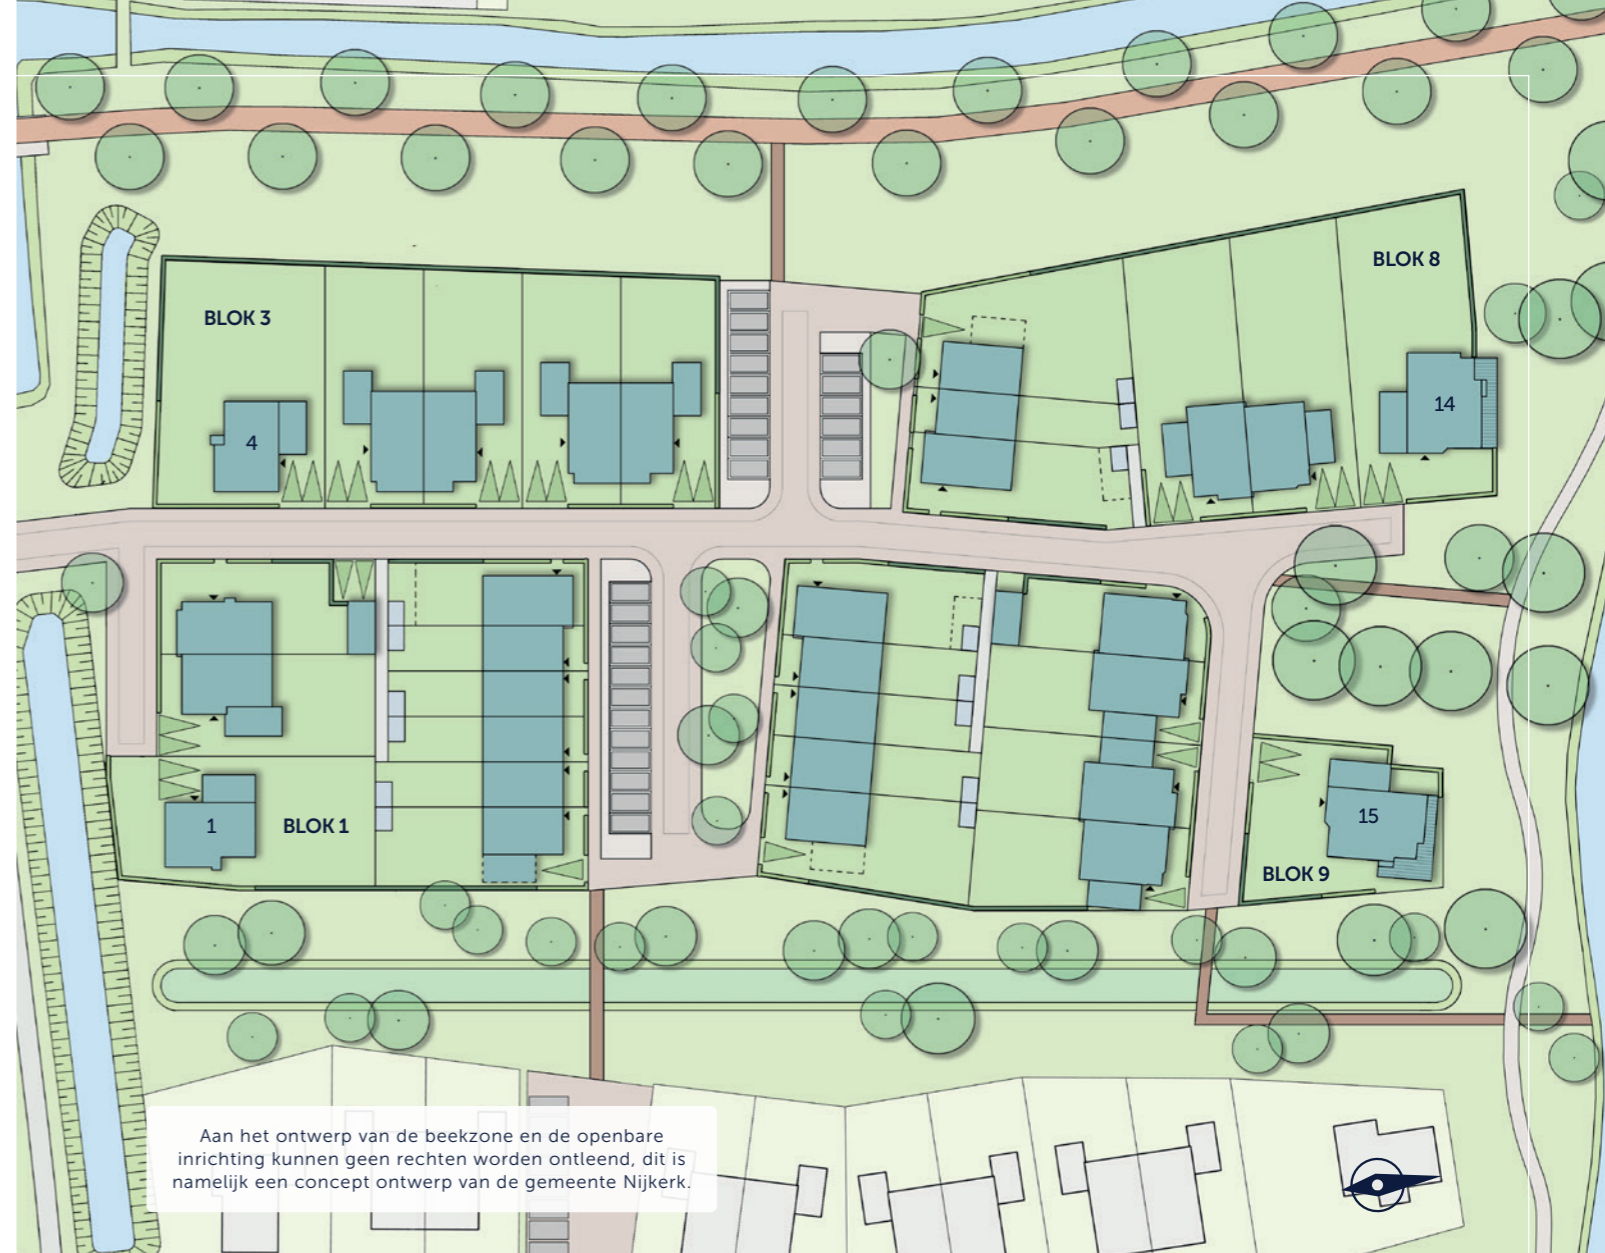 BLOK 8
BLOK 3
14
4
1
BLOK 1
15
BLOK 9
Aan het ontwerp van de beekzone en de openbare
inrichting kunnen geen rechten worden ontleend, dit is
namelijk een concept ontwerp van de gemeente Nijkerk.